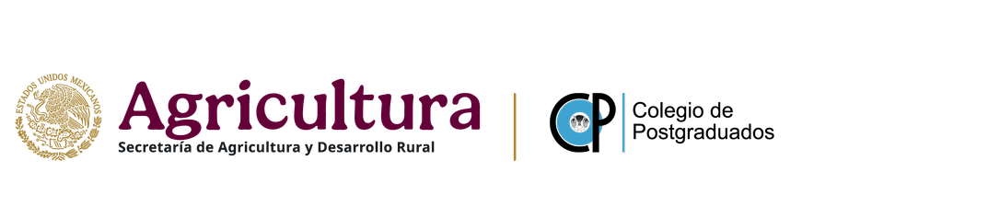 ESTADOS UNIDOS MEXICANOS
Agricultura
Secretaría de Agricultura y Desarrollo Rural
CP
Colegio de
Postgraduados